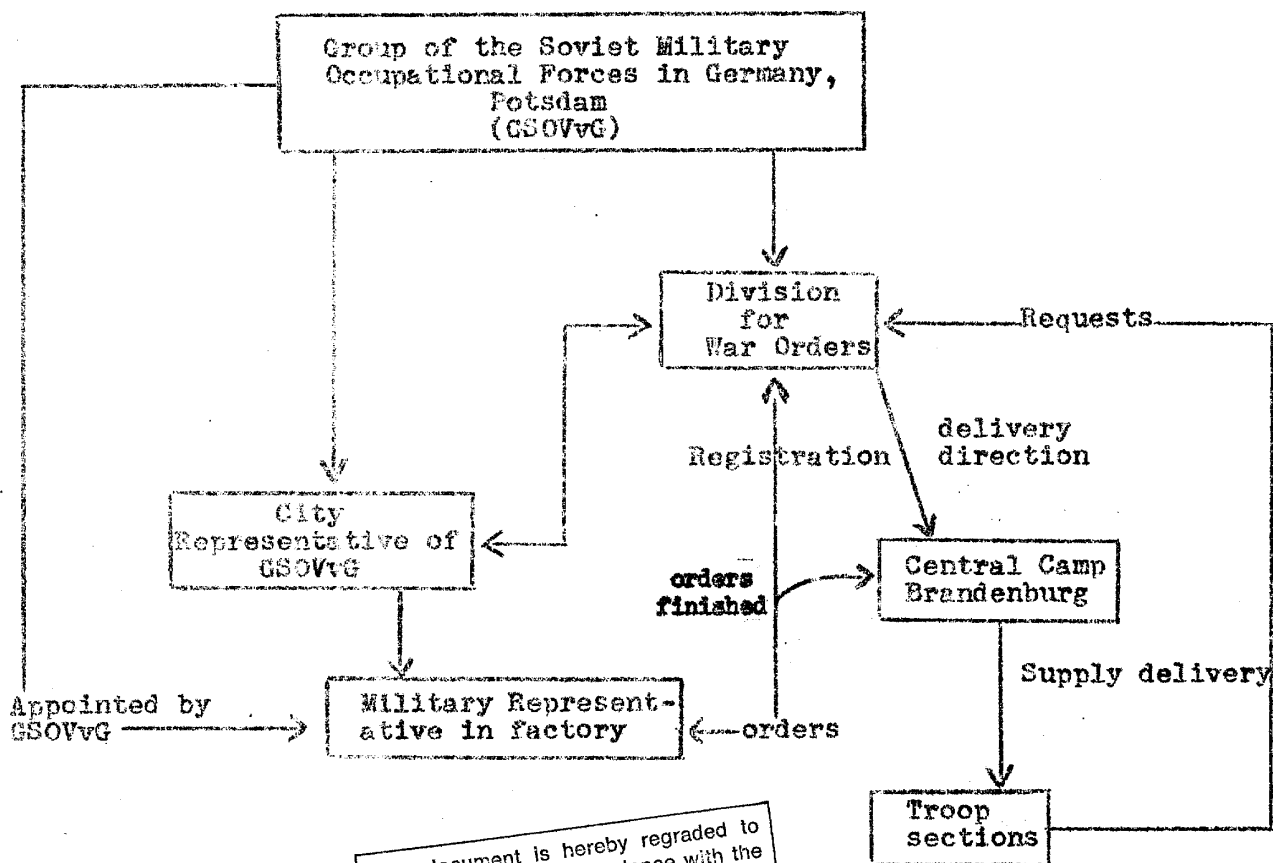 Group of the Soviet Military
Occupational Forces in Germany,
Potsdam
(GSOVvG)
Division
for
War Orders
Requests
delivery
direction
Registration
City
Representative of
GSOVvG
orders
finished
Central Camp
Brandenburg
Supply delivery
Appointed by
GSOVvG
Military Represent-
ative in factory
orders
Troop
sections
document is hereby regraded to
with the